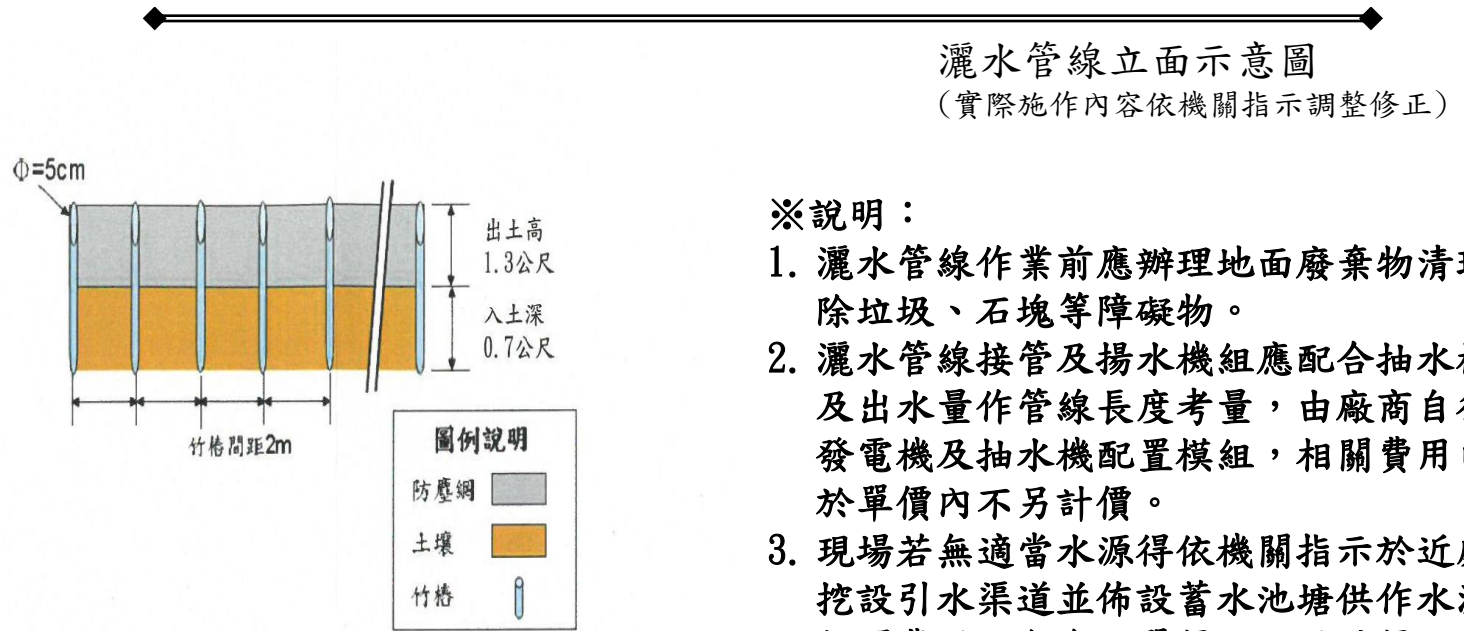 灑水管線立面示意圖
(實際施作內容依機關指示調整修正)
Φ=5cm
出土高
1.3公尺
入土深
0.7公尺
竹樁間距2m
圖例說明
防塵網
土壤
竹樁
※說明：
1. 灑水管線作業前應辦理地面廢棄物清
除垃圾、石塊等障礙物。
2. 灑水管線接管及揚水機組應配合抽水
及出水量作管線長度考量，由廠商自
發電機及抽水機配置模組，相關費用
於單價內不另計價。
3. 現場若無適當水源得依機關指示於近
挖設引水渠道並佈設蓄水池塘供作水